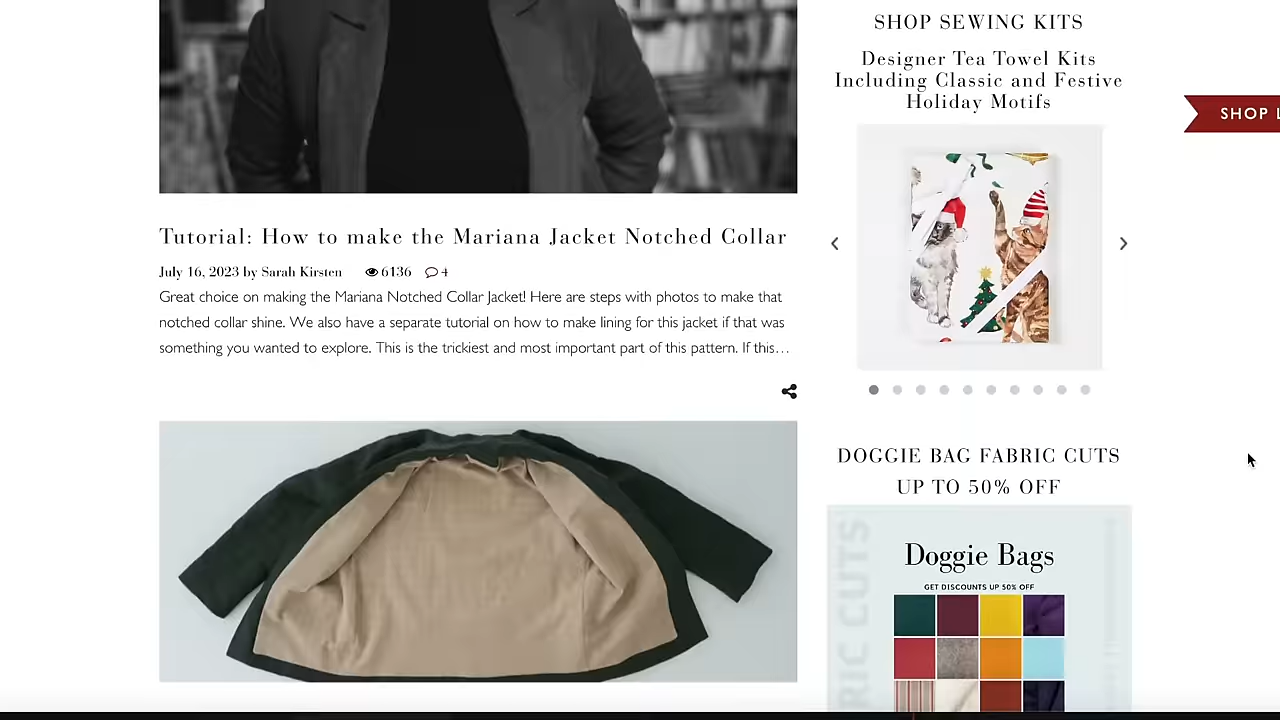 SHOP SEWING KITS
Designer Tea Towel Kits
Including Classic and Festive
Holiday Motifs
SHOP
Tutorial: How to make the Mariana Jacket Notched Collar
July 16, 2023 by Sarah Kirsten 6136 4
Great choice on making the Mariana Notched Collar Jacket! Here are steps with photos to make that
notched collar shine. We also have a separate tutorial on how to make lining for this jacket if that was
something you wanted to explore. This is the trickiest and most important part of this pattern. If this…
DOGGIE BAG FABRIC CUTS
UP TO 50% OFF
Doggie Bags
GET DISCOUNTS UP 50% OFF
RIC CUTS